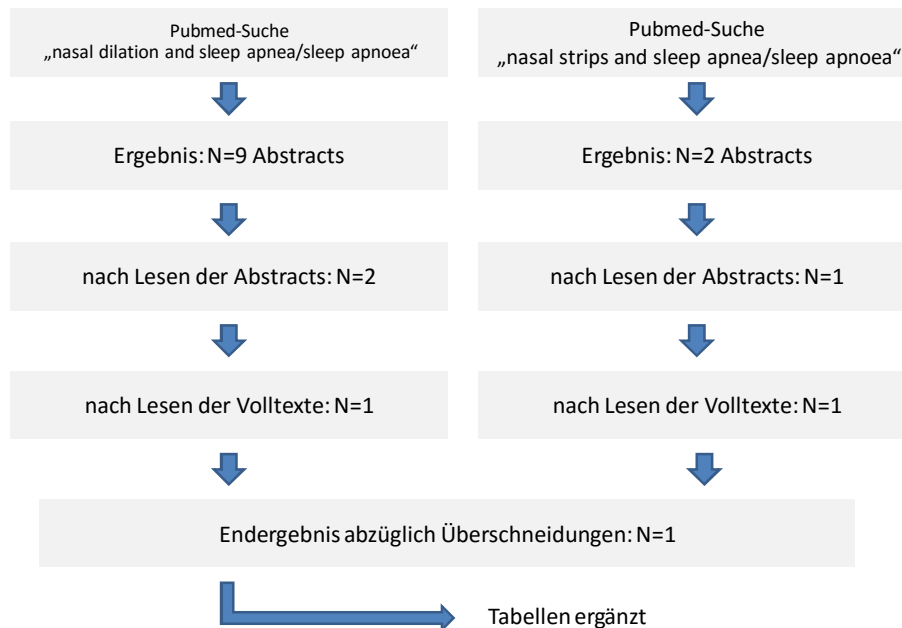 Pubmed-Suche
„nasal dilation and sleep apnea/sleep apnoea“
Ergebnis: N=9 Abstracts
nach Lesen der Abstracts: N=2
nach Lesen der Volltexte: N=1
Pubmed-Suche
„nasal strips and sleep apnea/sleep apnoea“
Ergebnis: N=2 Abstracts
nach Lesen der Abstracts: N=1
nach Lesen der Volltexte: N=1
Endergebnis abzüglich Überschneidungen: N=1
Tabellen ergänzt